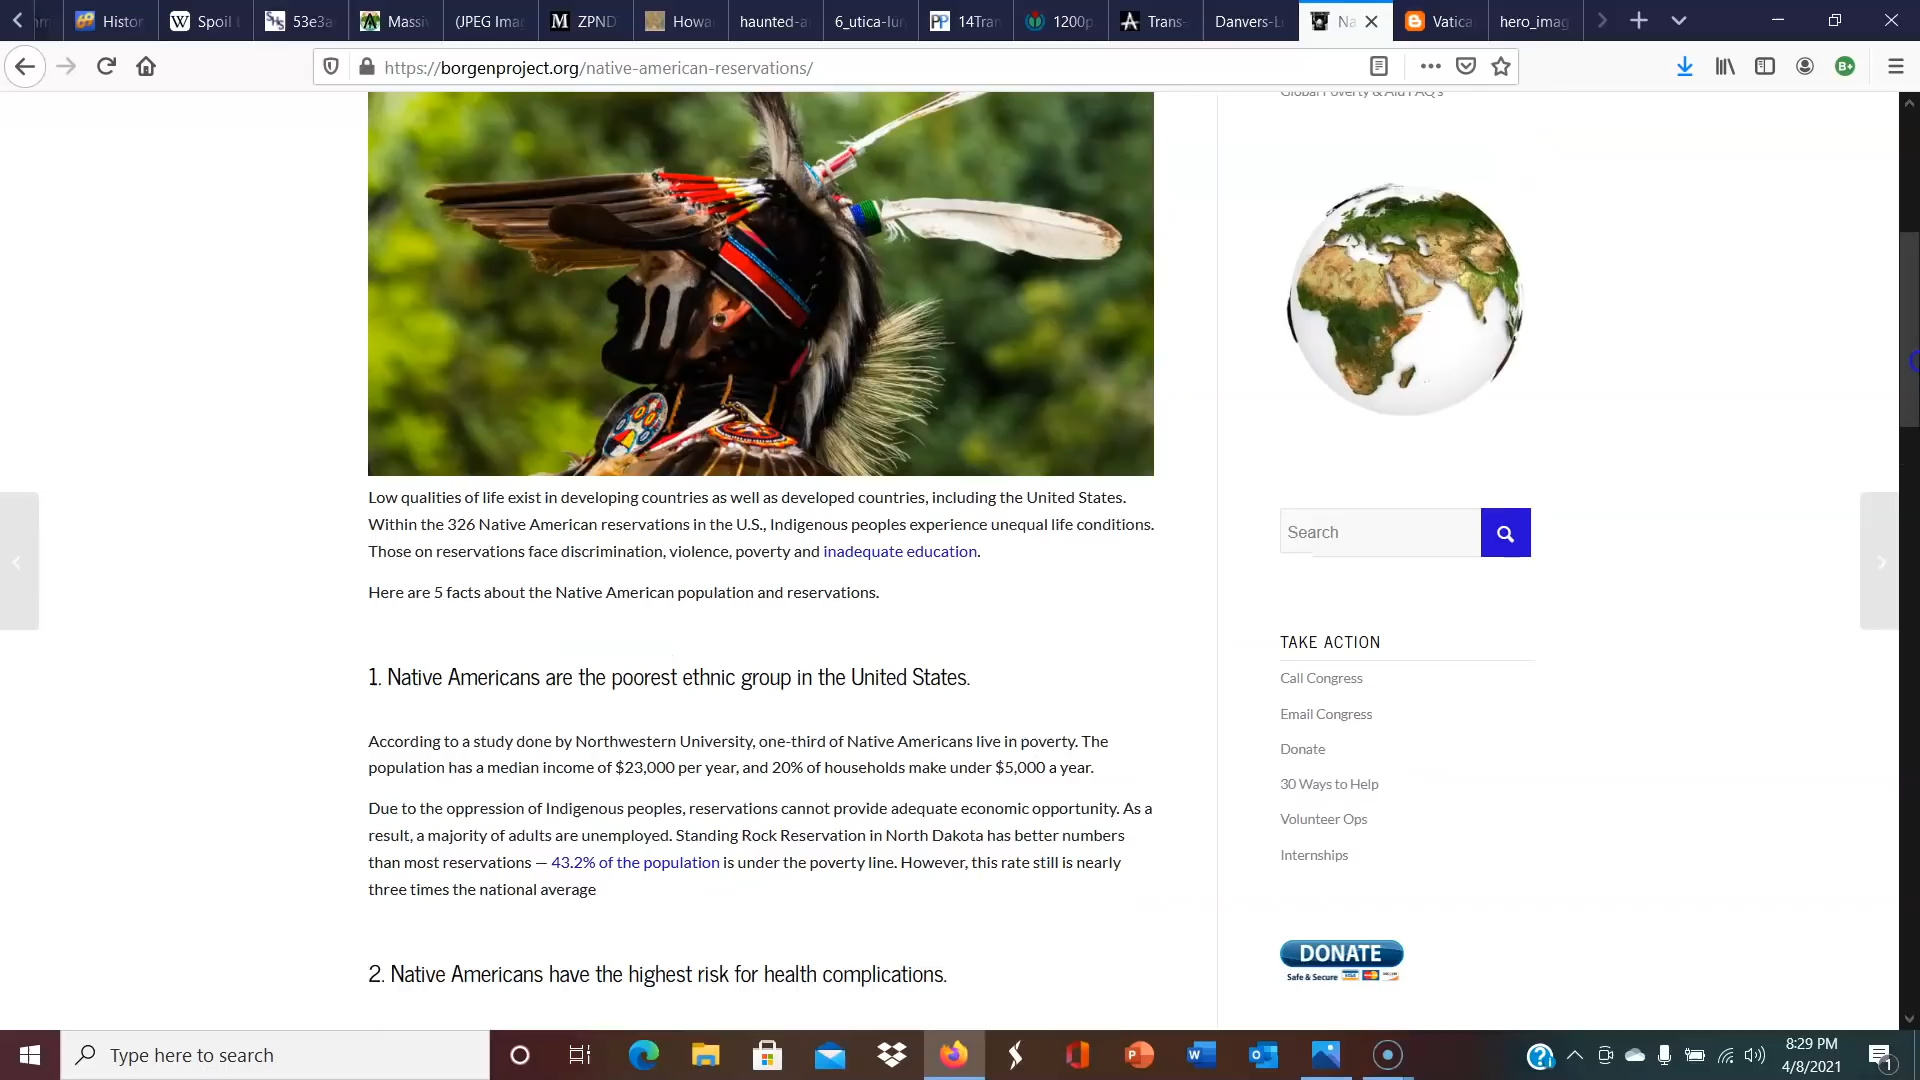 Histor
Spoil
53e3a
Massiv
(JPEG Ima
ZPND
Howa
haunted-a
6_utica-lur
14Tran
1200p
Trans-
Danvers-L
Na
Vatica
hero_imag
https://borgenproject.org/native-american-reservations/
Global Poverty & Aid FAQ's
Low qualities of life exist in developing countries as well as developed countries, including the United States.
Within the 326 Native American reservations in the U.S., Indigenous peoples experience unequal life conditions.
Those on reservations face discrimination, violence, poverty and inadequate education.
Here are 5 facts about the Native American population and reservations.
1. Native Americans are the poorest ethnic group in the United States.
According to a study done by Northwestern University, one-third of Native Americans live in poverty. The
population has a median income of $23,000 per year, and 20% of households make under $5,000 a year.
Due to the oppression of Indigenous peoples, reservations cannot provide adequate economic opportunity. As a
result, a majority of adults are unemployed. Standing Rock Reservation in North Dakota has better numbers
than most reservations — 43.2% of the population is under the poverty line. However, this rate still is nearly
three times the national average
2. Native Americans have the highest risk for health complications.
Search
TAKE ACTION
Call Congress
Email Congress
Donate
30 Ways to Help
Volunteer Ops
Internships
DONATE
Safe & Secure
Type here to search
8:29 PM
4/8/2021
1